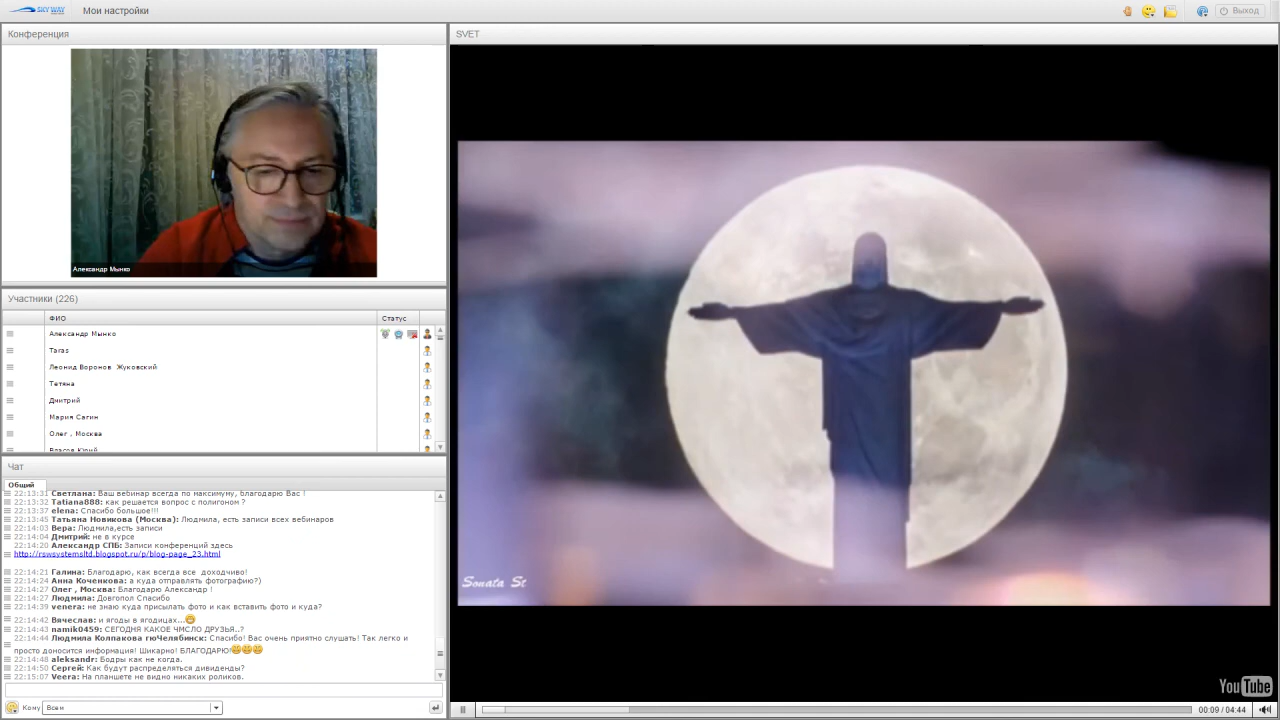 SKY WAY
Мои настройки
Выход
Конференция
Александр Мынко
Участники (226)
ФИО
Статус
Александр Мынко
Taras
Леонид Воронов Жуковский
Тетяна
Дмитрий
Мария Сагин
Олег , Москва
Власов Юрий
Чат
Общий
22:13:31 Светлана: Ваш вебинар всегда по максимуму, благодарю Вас !
22:13:32 Tatiana888: как решается вопрос с полигоном ?
22:13:37 elena: Спасибо большое!!!
22:13:45 Татьяна Новикова (Москва): Людмила, есть записи всех вебинаров
22:14:03 Вера: Людмила,есть записи
22:14:04 Дмитрий: не в курсе
22:14:20 Александр СПБ: Записи конференций здесь
http://rswsystemsltd.blogspot.ru/p/blog-page_23.html
22:14:21 Галина: Благодарю, как всегда все доходчиво!
22:14:24 Анна Коченкова: а куда отправлять фотографию?)
22:14:27 Олег , Москва: Благодарю Александр !
22:14:27 Людмила: Довгопол Спасибо
22:14:39 venera: не знаю куда присылать фото и как вставить фото и куда?
22:14:42 Вячеслав: и ягоды в ягодицах...
22:14:43 namik0459: СЕГОДНЯ КАКОЕ ЧМСЛО ДРУЗЬЯ..?
22:14:44 Людмила Колпакова гюЧелябинск: Спасибо! Вас очень приятно слушать! Так легко и
просто доносится информация! Шикарно! БЛАГОДАРЮ!
22:14:48 aleksandr: Бодры как не когда.
22:14:50 Сергей: Как будут распределяться дивиденды?
22:15:07 Veera: На планшете не видно никаких роликов.
Кому
Всем
SVET
Sonata St
YouTube
00:09 / 04:44